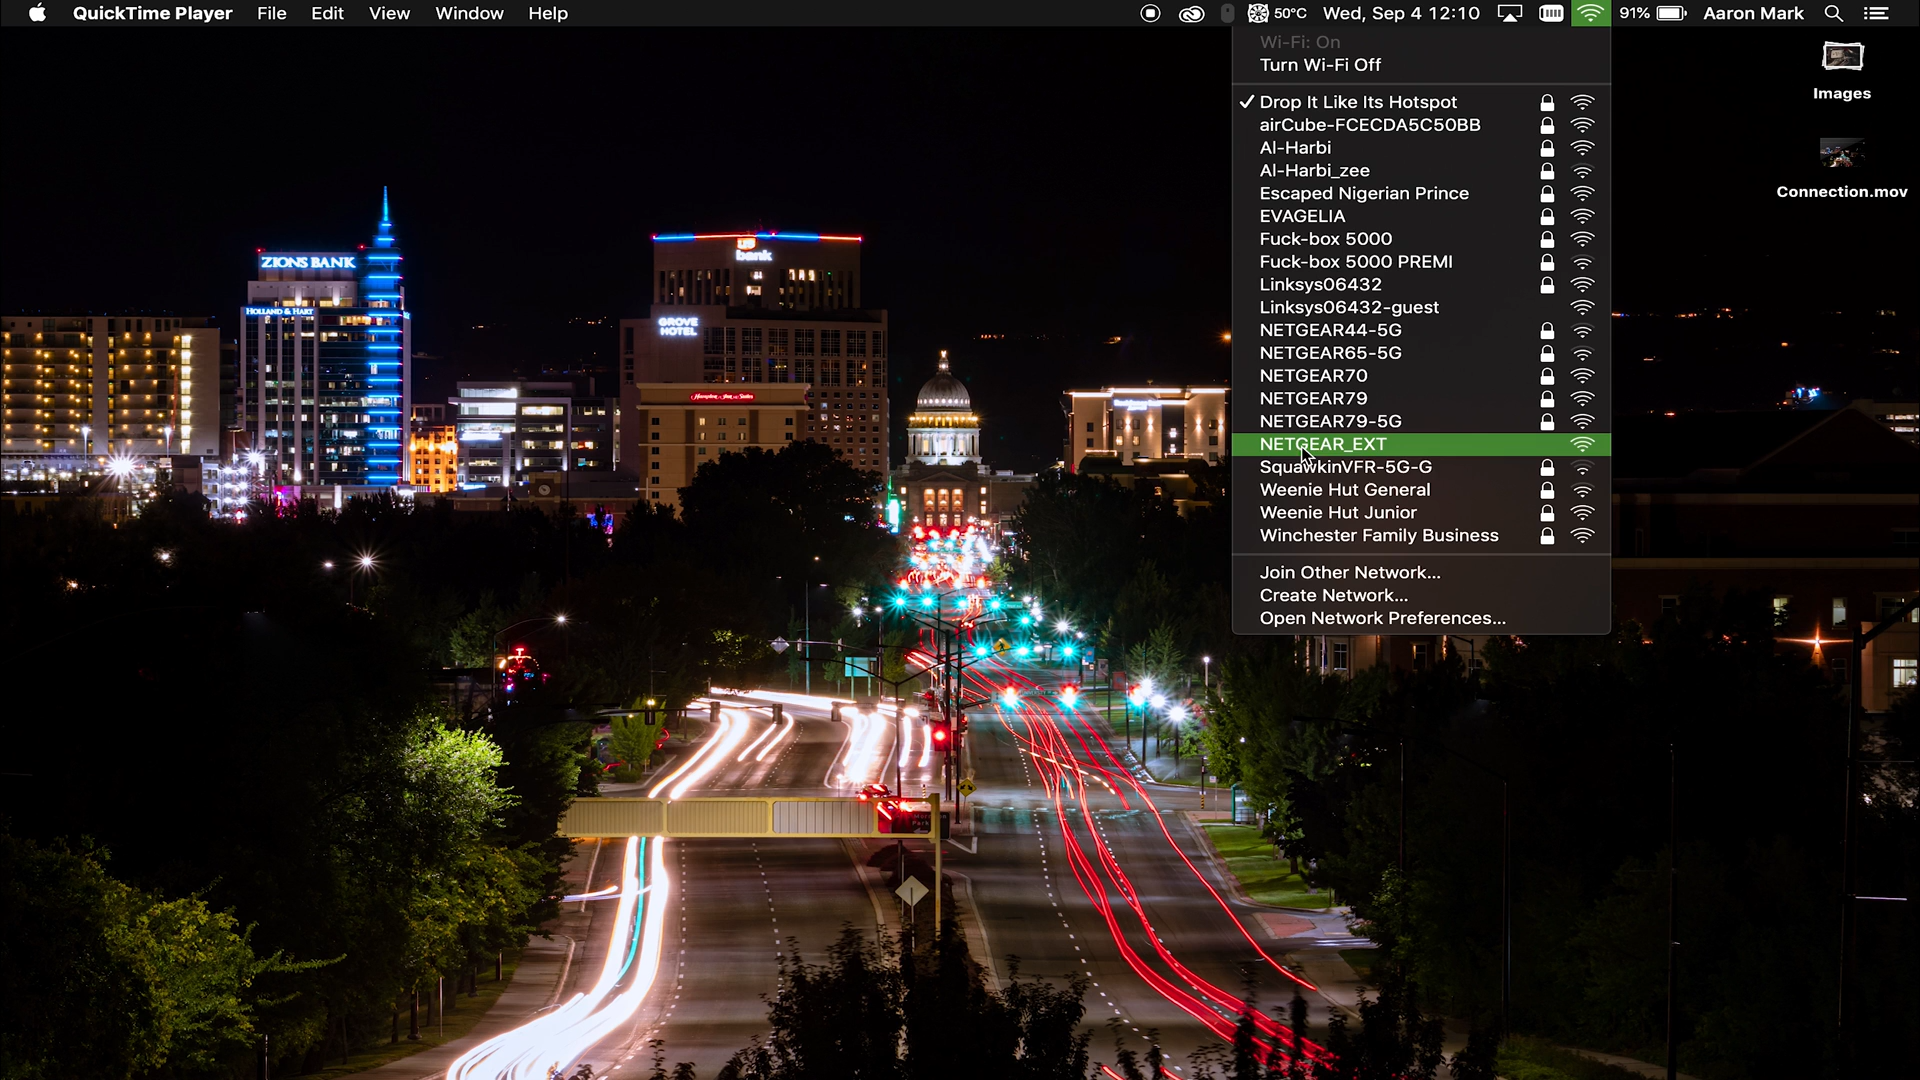 QuickTime Player File Edit View Window Help 50°C Wed, Sep 4 12:10 91% Aaron Mark
Wi-Fi: On
Turn Wi-Fi Off
Drop It Like Its Hotspot
airCube-FCECDA5C50BB
Al-Harbi
Al-Harbi_zee
Escaped Nigerian Prince
EVAGELIA
Fuck-box 5000
Fuck-box 5000 PREMI
Linksys06432
Linksys06432-guest
NETGEAR44-5G
NETGEAR65-5G
NETGEAR70
NETGEAR79
NETGEAR79-5G
NETGEAR_EXT
SquawkinVFR-5G-G
Weenie Hut General
Weenie Hut Junior
Winchester Family Business
Join Other Network...
Create Network...
Open Network Preferences...
Images
Connection.mov
ZIONS BANK
HOLLAND & HART
bank
GROVE
HOTEL
Hampton Inn & Suites